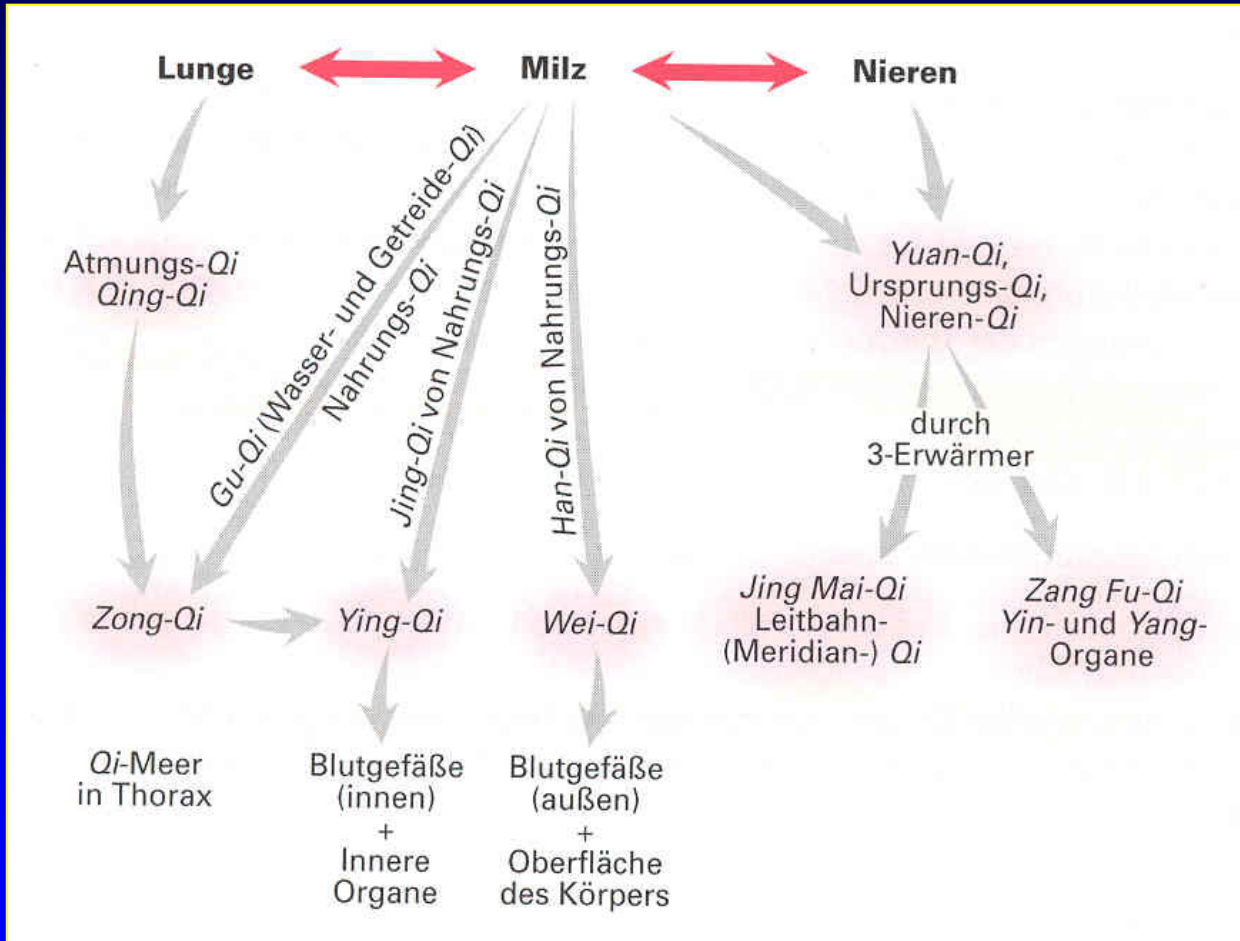 Lunge
Milz
Nieren
Atmungs-Qi
Qing-Qi
Gu-Qi (Wasser- und Getreide-Qi)
Nahrungs-Qi
Jing-Qi von Nahrungs-Qi
Han-Qi von Nahrungs-Qi
Yuan-Qi,
Ursprungs-Qi,
Nieren-Qi
durch
3-Erwärmer
Zong-Qi
Ying-Qi
Wei-Qi
Jing Mai-Qi
Leitbahn-
(Meridian-) Qi
Zang Fu-Qi
Yin- und Yang-
Organe
Qi-Meer
in Thorax
Blutgefäße
(innen)
+
Innere
Organe
Blutgefäße
(außen)
+
Oberfläche
des Körpers